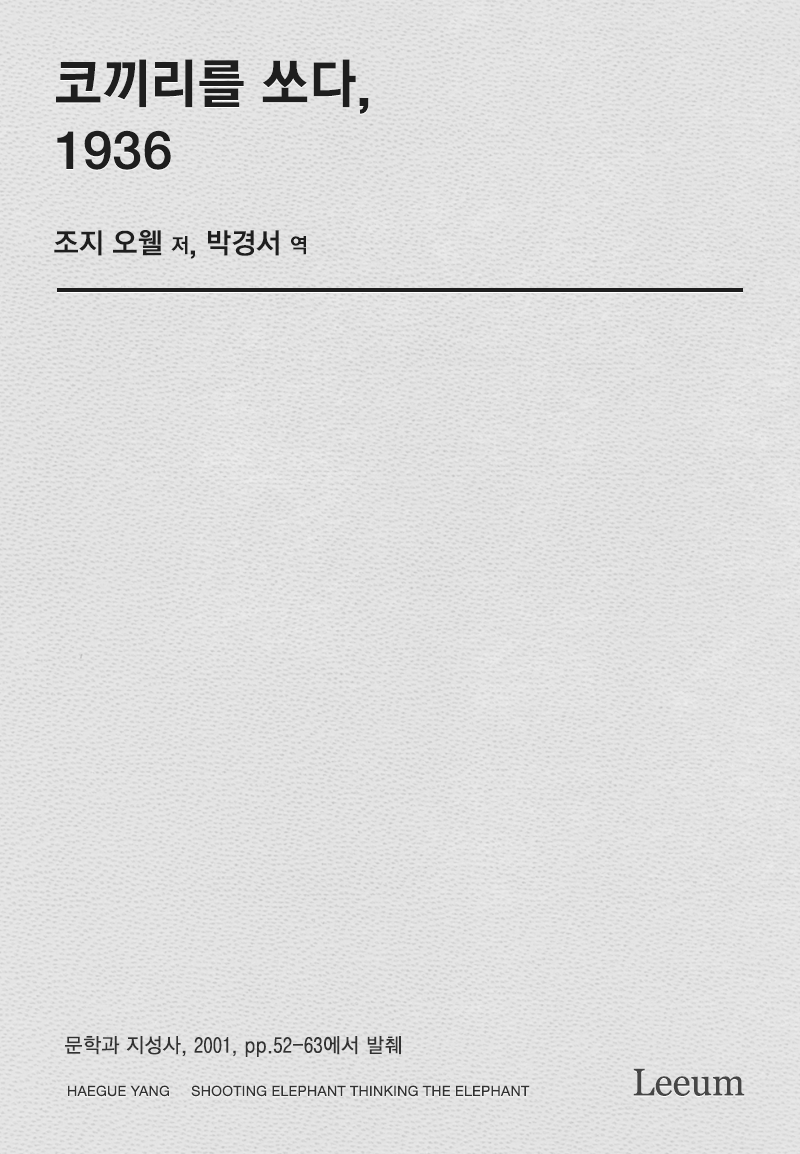 코끼리를 쏘다,
1936
조지 오웰 저, 박경서 역
문학과 지성사, 2001, pp.52-63에서 발췌
HAEGUE YANG SHOOTING ELEPHANT THINKING THE ELEPHANT
Leeum